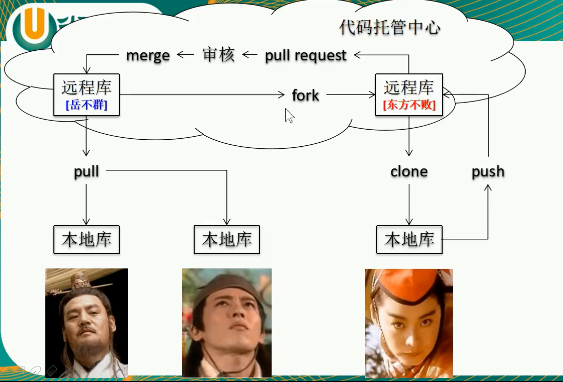 代码托管中心
merge
审核
pull request
远程库
[岳不群]
fork
远程库
[东方不败]
pull
clone
push
本地库
本地库
本地库